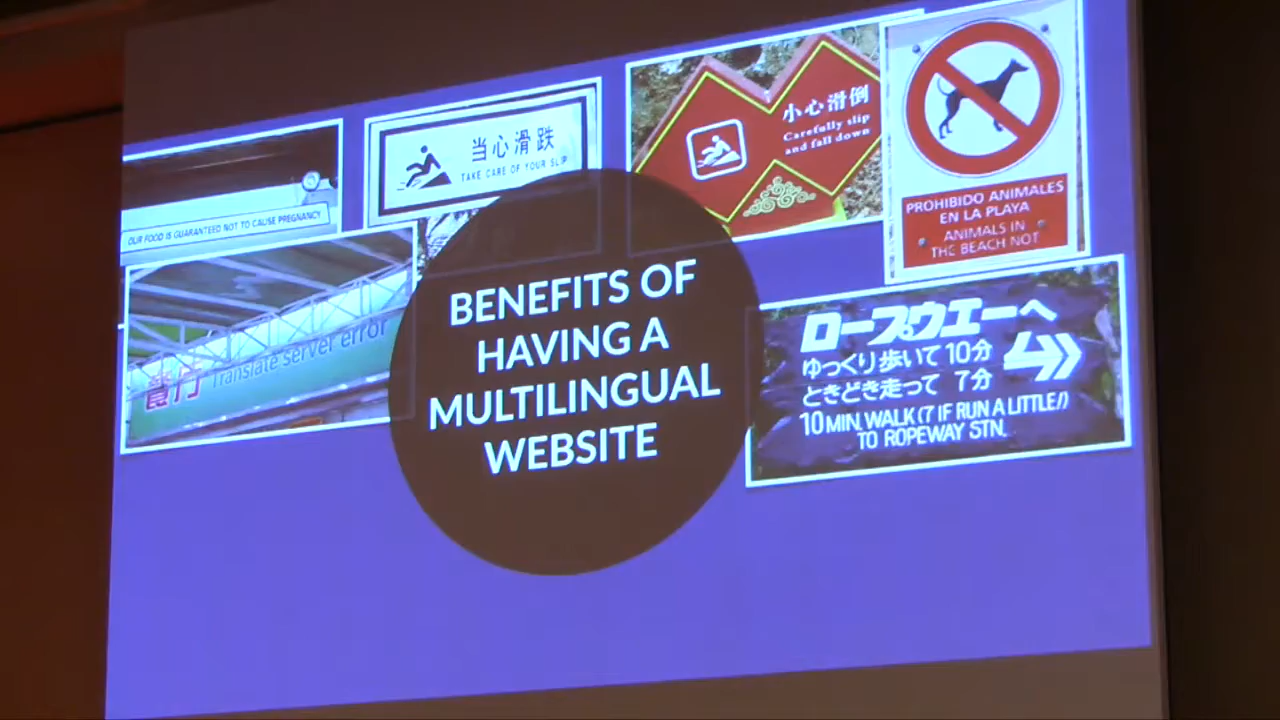 OUR FOOD IS GUARANTEED NOT TO CAUSE PREGNANCY
当心滑跌
TAKE CARE OF YOUR SLIP
小心滑倒
Carefully slip
and fall down
PROHIBIDO ANIMALES
EN LA PLAYA
ANIMALS IN
THE BEACH NOT
餐厅 Translate server error
BENEFITS OF
HAVING A
MULTILINGUAL
WEBSITE
ロープウエーへ
ゆっくり歩いて10分
ときどき走って 7分
10 MIN. WALK (7 IF RUN A LITTLE!)
TO ROPEWAY STN.